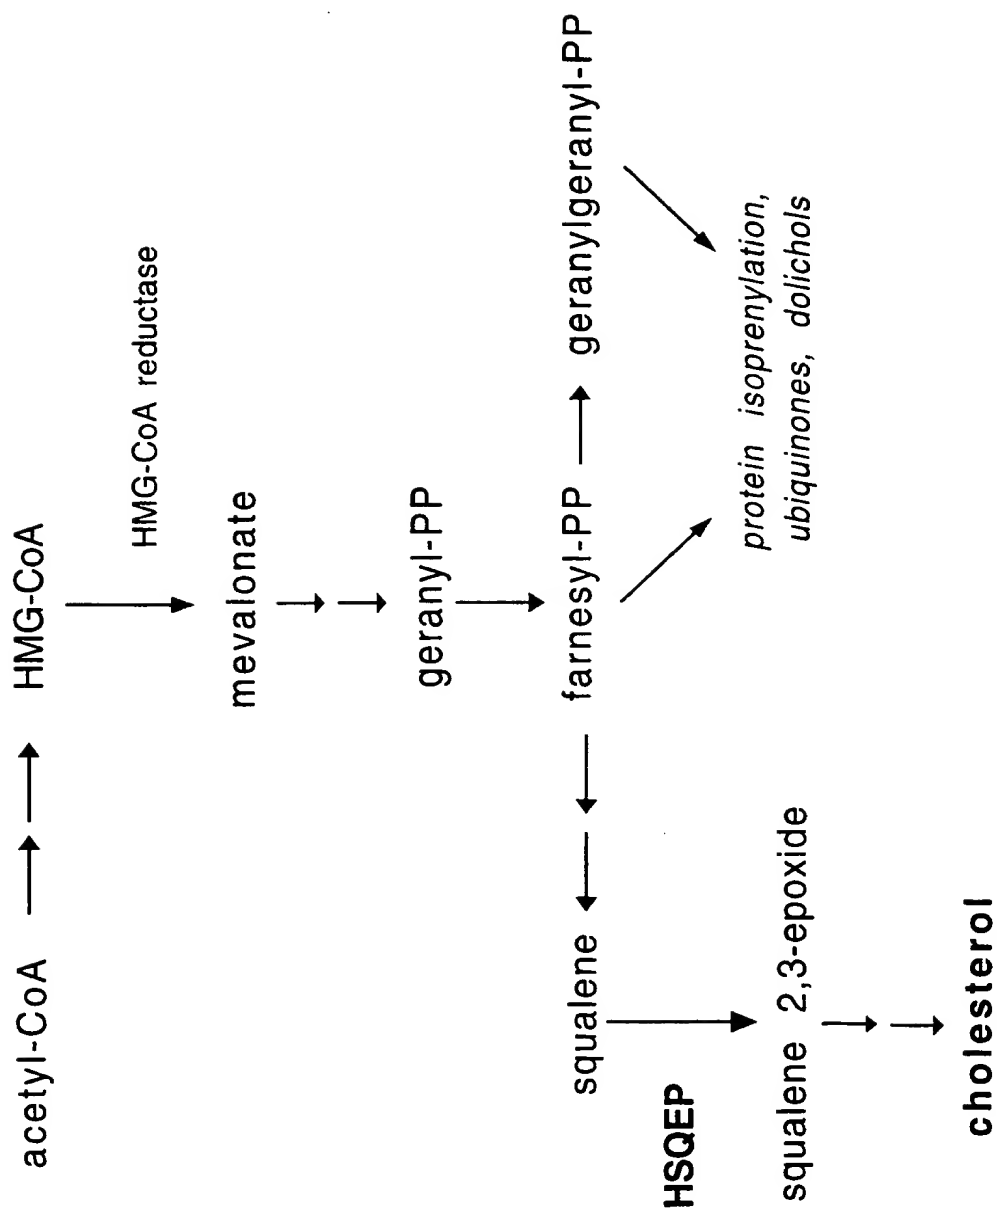 acetyl-CoA
HMG-CoA
HMG-CoA reductase
mevalonate
geranyl-PP
farnesyl-PP
geranylgeranyl-PP
protein isoprenylation,
ubiquinones, dolichols
squalene
HSQEP
squalene 2,3-epoxide
cholesterol